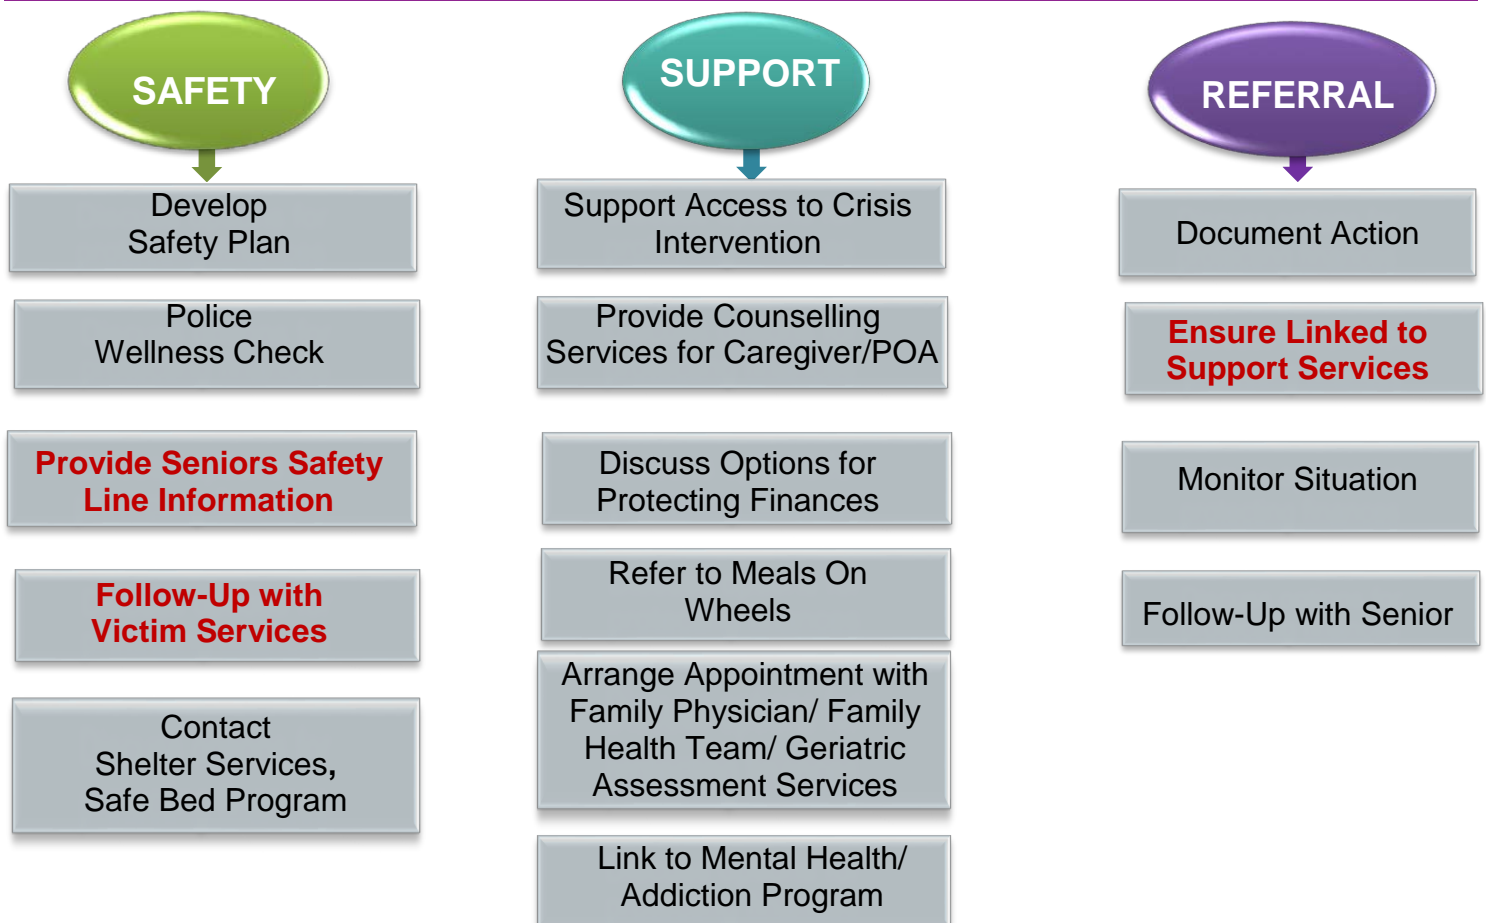 SAFETY
Develop
Safety Plan
Police
Wellness Check
Provide Seniors Safety
Line Information
Follow-Up with
Victim Services
Contact
Shelter Services,
Safe Bed Program
SUPPORT
Support Access to Crisis
Intervention
Provide Counselling
Services for Caregiver/POA
Discuss Options for
Protecting Finances
Refer to Meals On
Wheels
Arrange Appointment with
Family Physician/ Family
Health Team/ Geriatric
Assessment Services
Link to Mental Health/
Addiction Program
REFERRAL
Document Action
Ensure Linked to
Support Services
Monitor Situation
Follow-Up with Senior